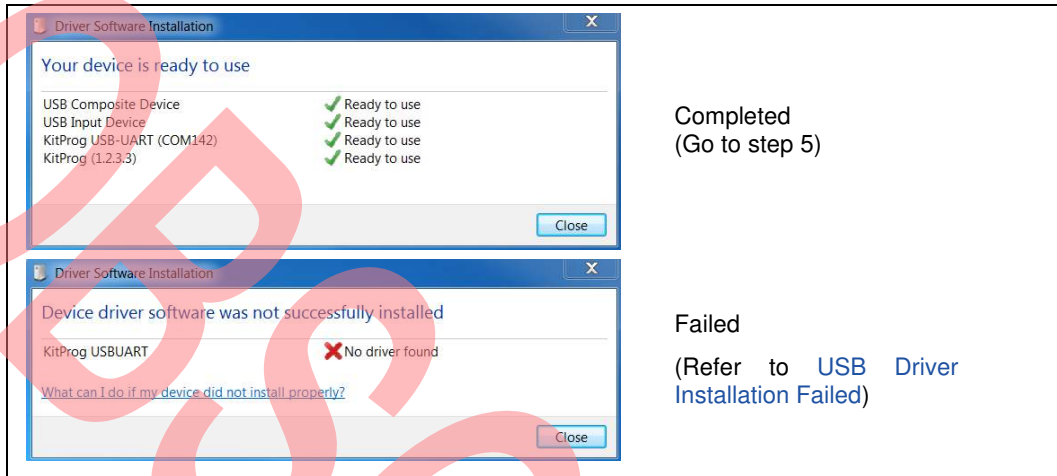 Driver Software Installation
X
Your device is ready to use
USB Composite Device Ready to use
USB Input Device Ready to use
KitProg USB-UART (COM142) Ready to use
KitProg (1.2.3.3) Ready to use
Close
Completed
(Go to step 5)
Driver Software Installation
X
Device driver software was not successfully installed
KitProg USBUART No driver found
What can I do if my device did not install properly?
Close
Failed
(Refer to USB Driver
Installation Failed)